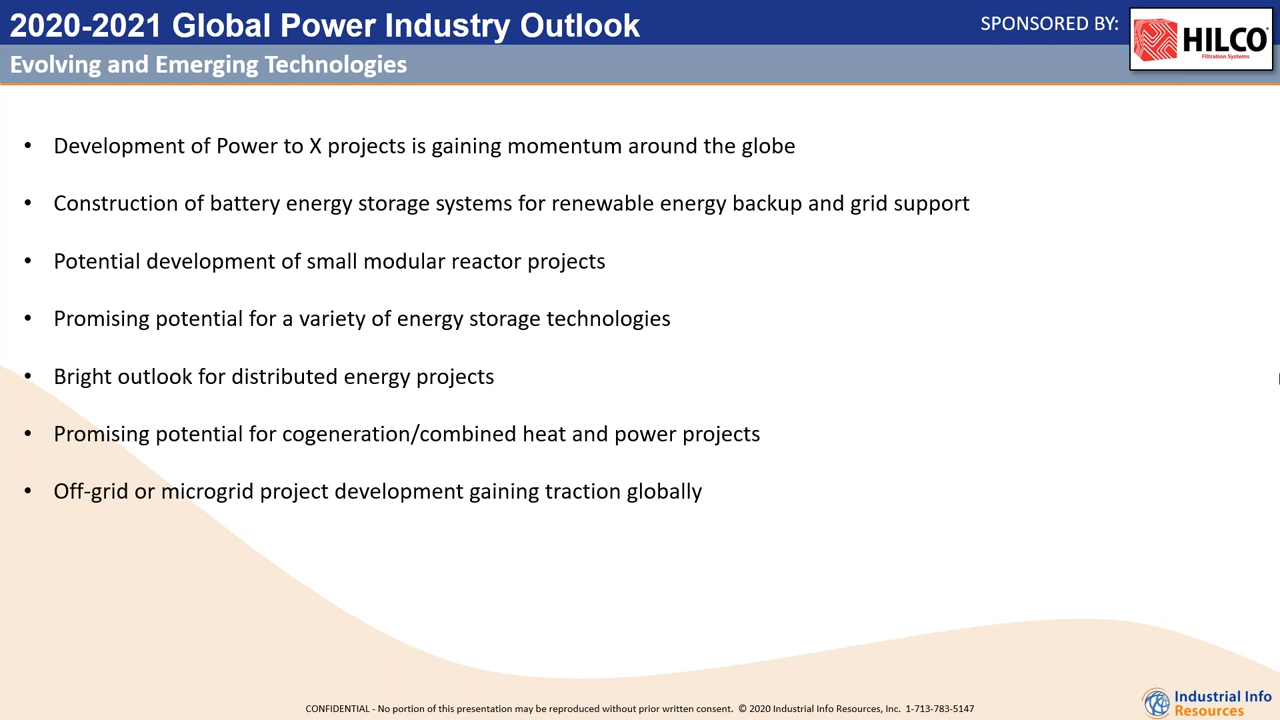 2020-2021 Global Power Industry Outlook
SPONSORED BY:
HILCO
Filtration Systems
Evolving and Emerging Technologies
• Development of Power to X projects is gaining momentum around the globe
• Construction of battery energy storage systems for renewable energy backup and grid support
• Potential development of small modular reactor projects
• Promising potential for a variety of energy storage technologies
• Bright outlook for distributed energy projects
• Promising potential for cogeneration/combined heat and power projects
• Off-grid or microgrid project development gaining traction globally
CONFIDENTIAL - No portion of this presentation may be reproduced without prior written consent. © 2020 Industrial Info Resources, Inc. 1-713-783-5147
Industrial Info
Resources